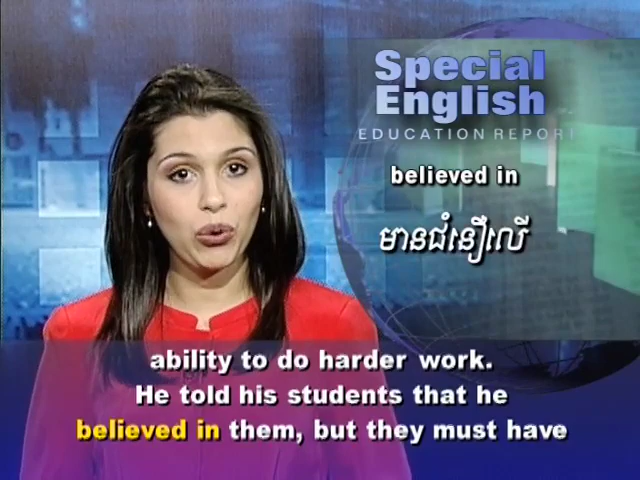 Special
English
EDUCATION REPORT
believed in
មានជំនឿលើ
ability to do harder work.
He told his students that he
believed in them, but they must have